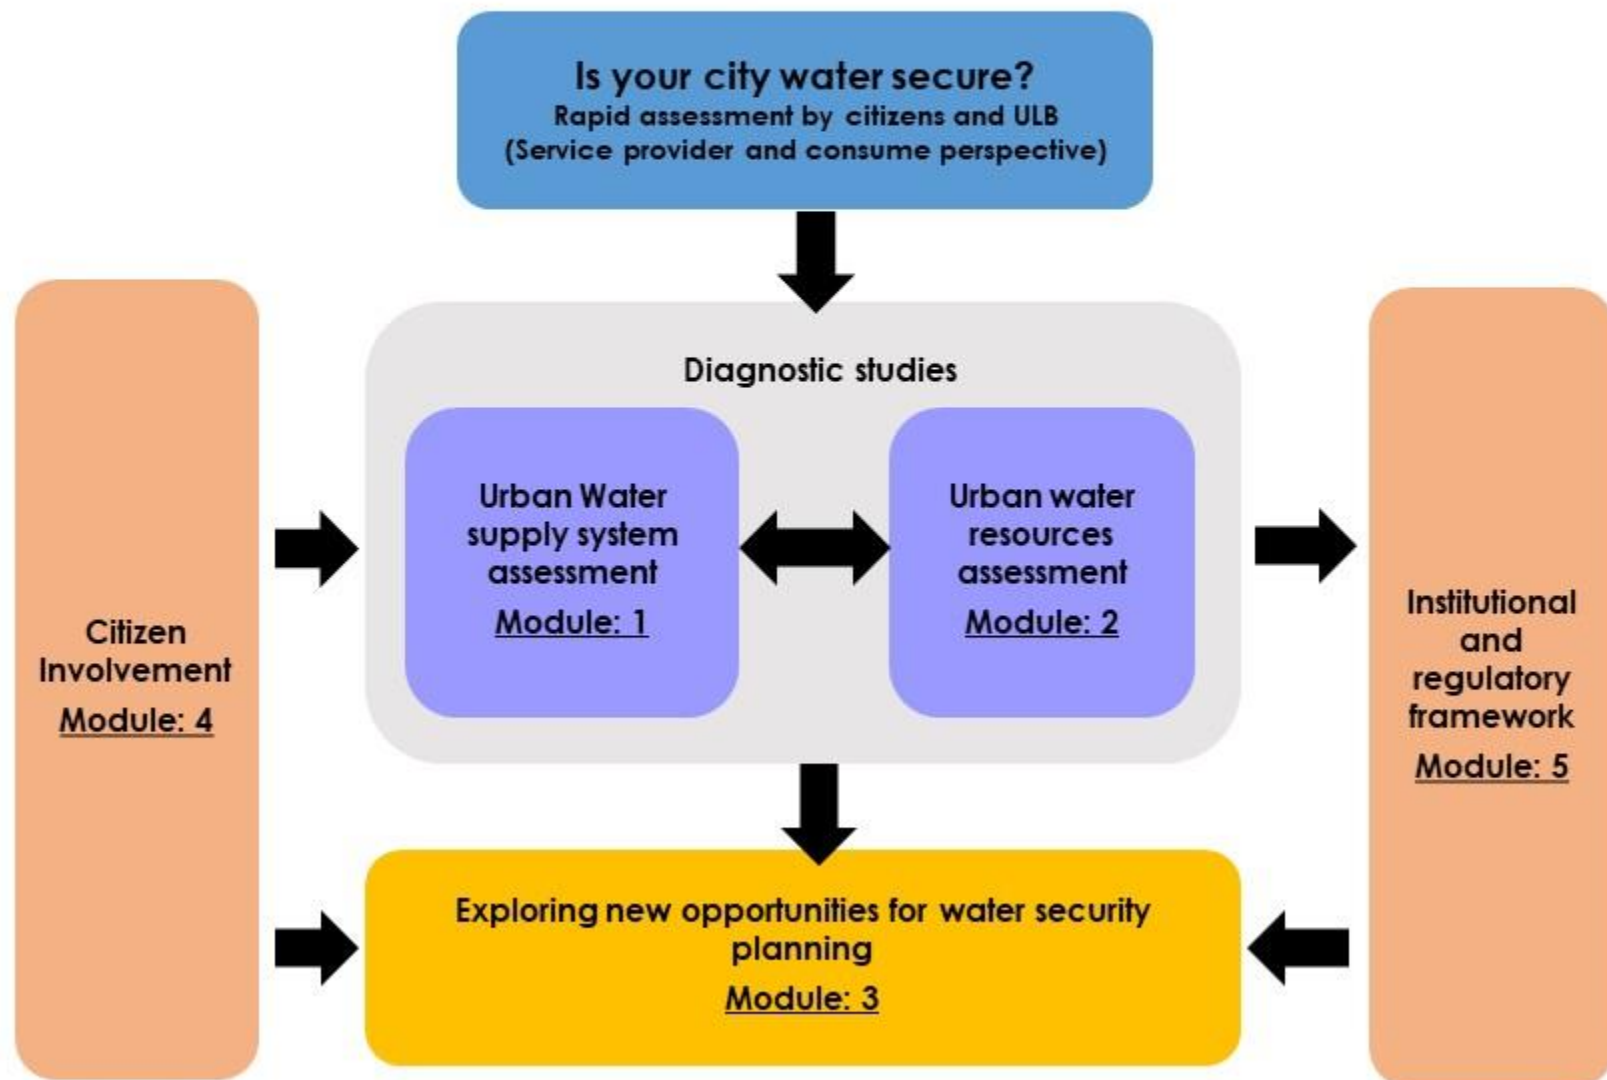 Is your city water secure?
Rapid assessment by citizens and ULB
(Service provider and consume perspective)
Diagnostic studies
Urban Water
supply system
assessment
Module: 1
Urban water
resources
assessment
Module: 2
Citizen
Involvement
Module: 4
Institutional
and
regulatory
framework
Module: 5
Exploring new opportunities for water security
planning
Module: 3